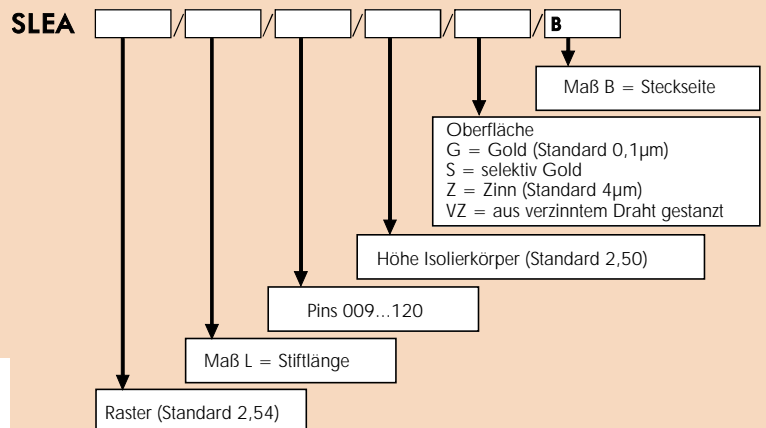 SLEA / / / / / B
Maß B = Steckseite
Oberfläche
G = Gold (Standard 0,1µm)
S = selektiv Gold
Z = Zinn (Standard 4µm)
VZ = aus verzinntem Draht gestanzt
Höhe Isolierkörper (Standard 2,50)
Pins 009...120
Maß L = Stiftlänge
Raster (Standard 2,54)